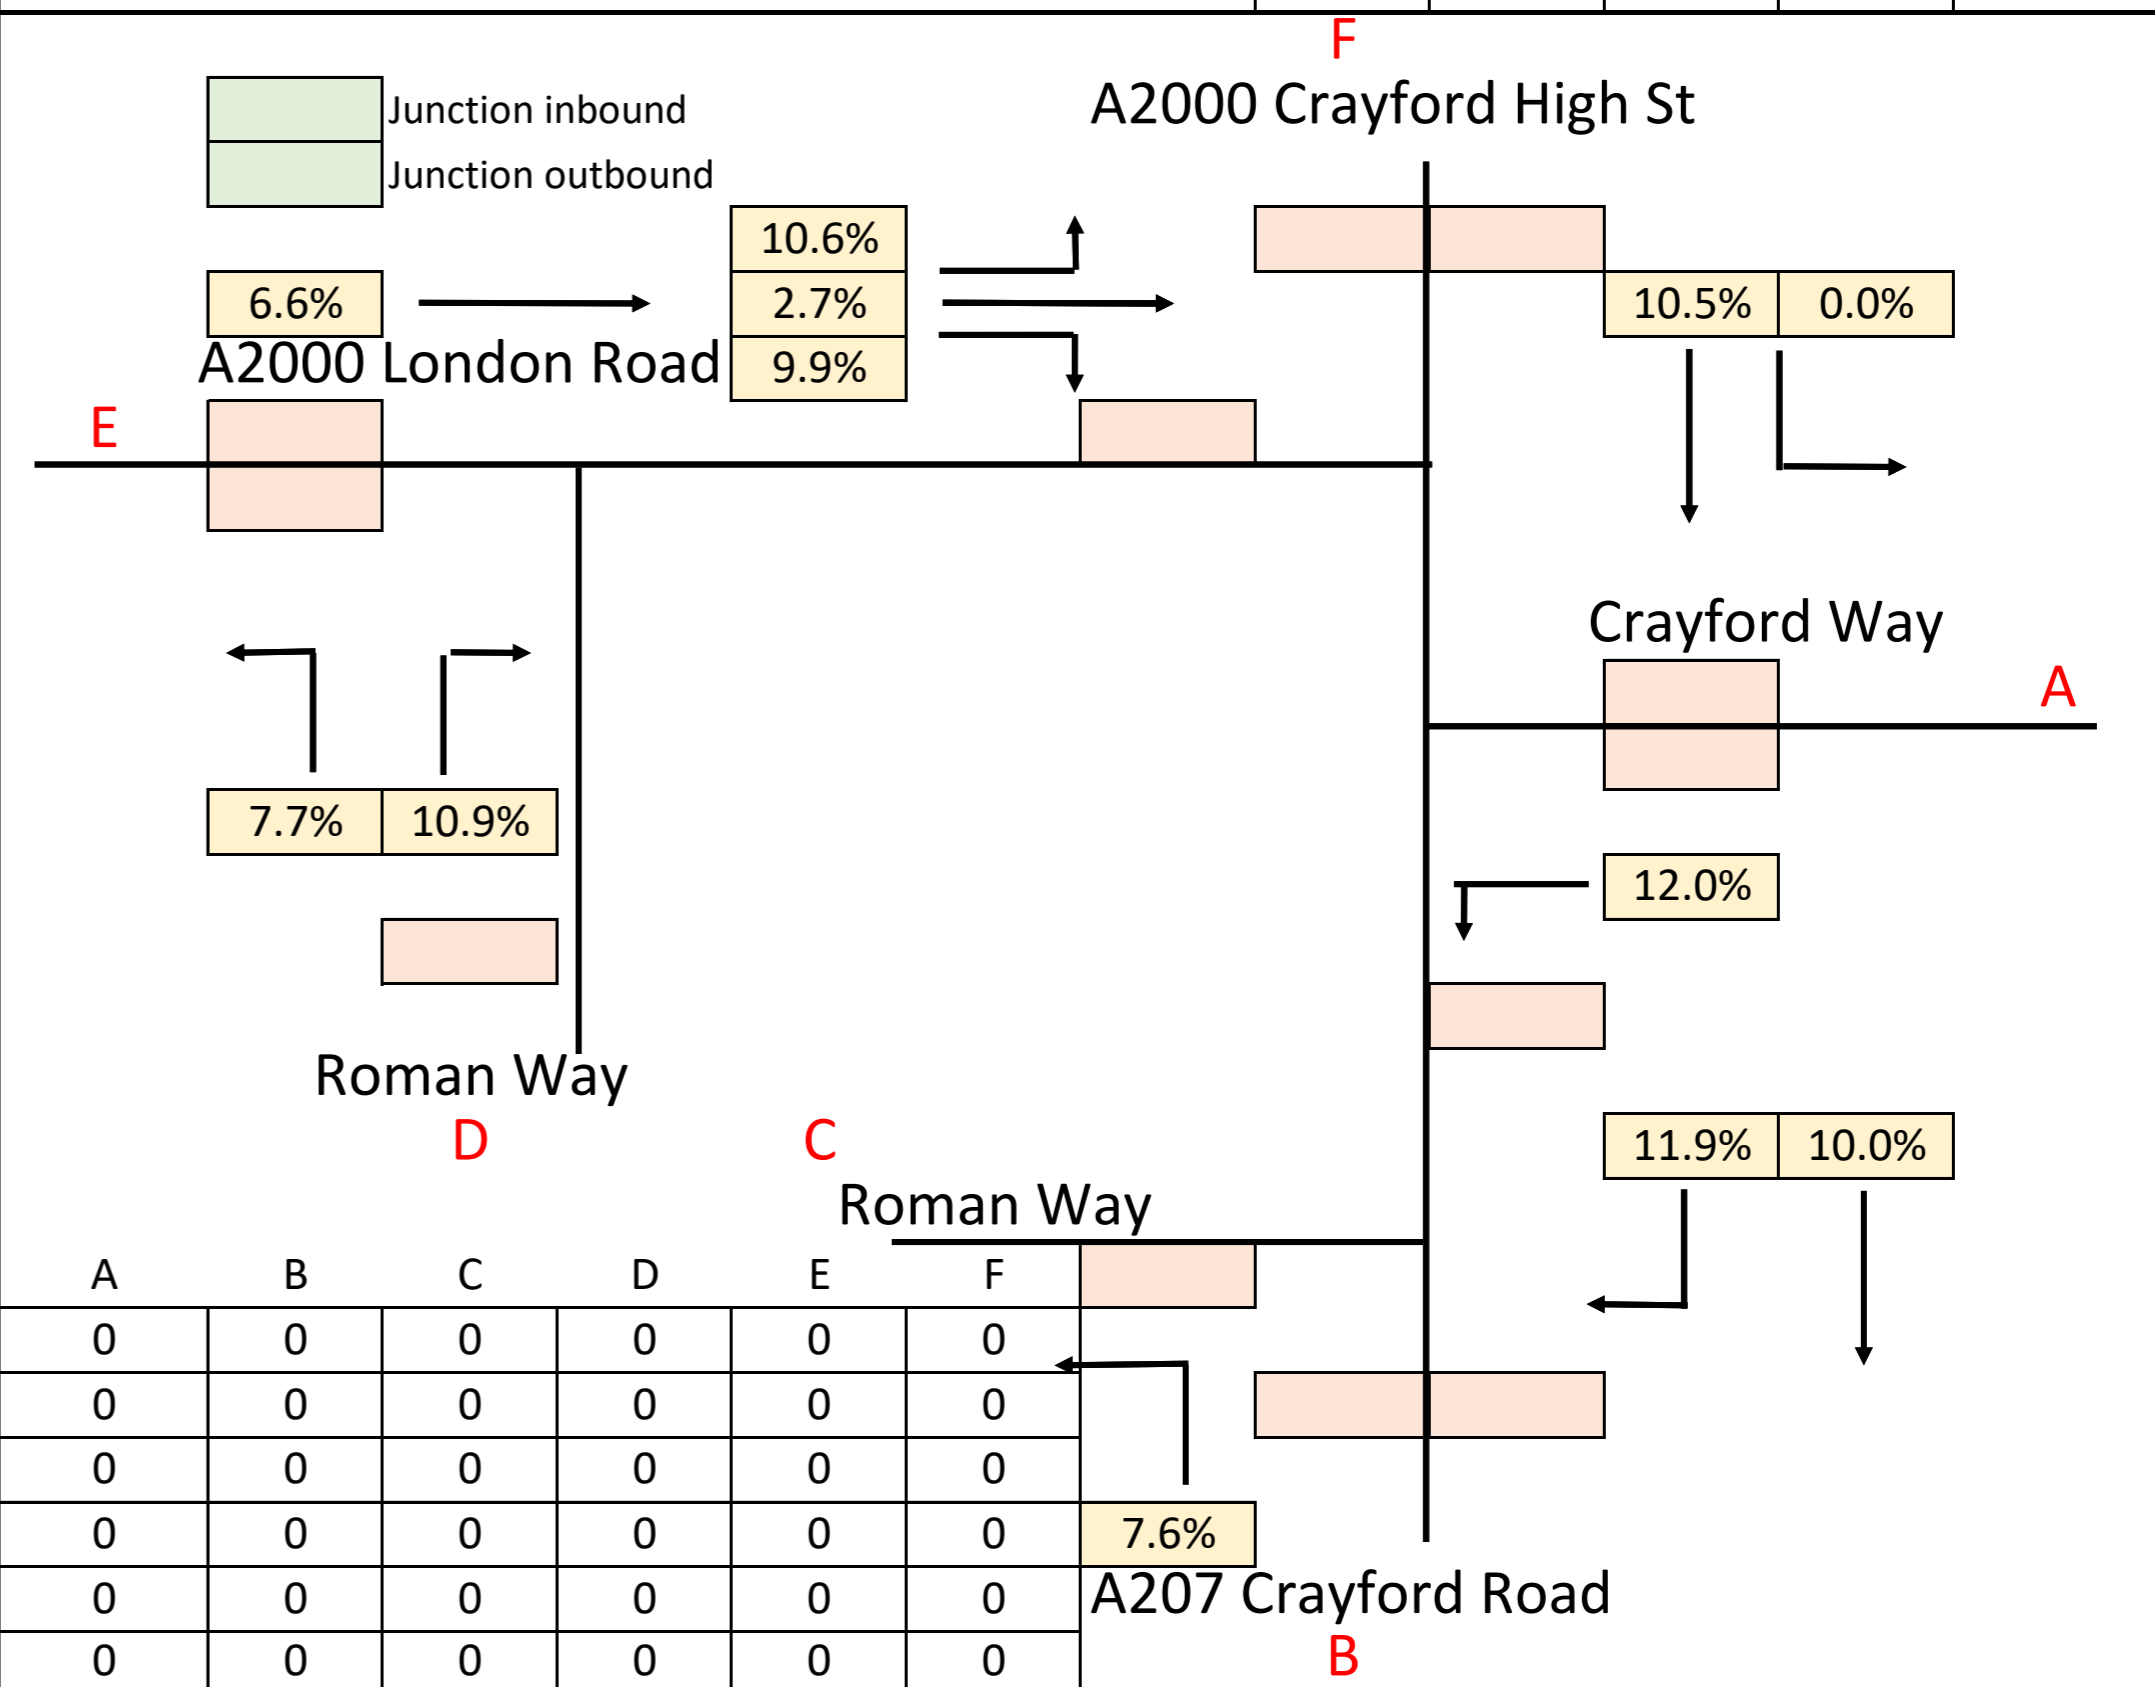 F
A2000 Crayford High St
Junction inbound
Junction outbound
10.6%
6.6%
2.7%
10.5%
0.0%
A2000 London Road
9.9%
E
Crayford Way
A
7.7%
10.9%
12.0%
Roman Way
D
C
11.9%
10.0%
Roman Way
A B C D E F
0 0 0 0 0 0
0 0 0 0 0 0
0 0 0 0 0 0
0 0 0 0 0 0
7.6%
0 0 0 0 0 0
A207 Crayford Road
0 0 0 0 0 0
B